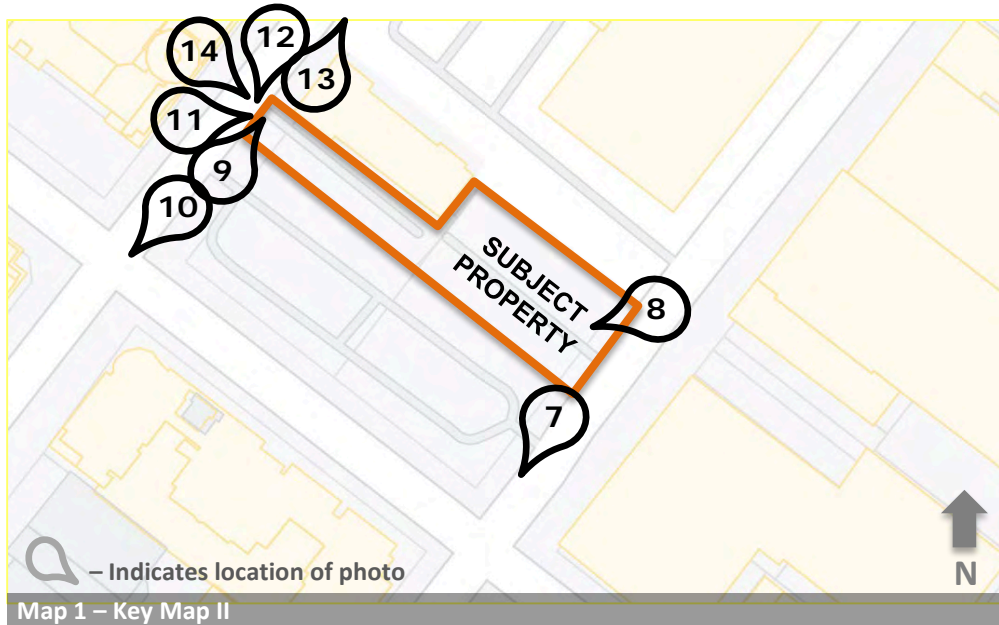 12
14
13
11
9
10
SUBJECT
PROPERTY
8
7
N
– Indicates location of photo
Map 1 – Key Map II